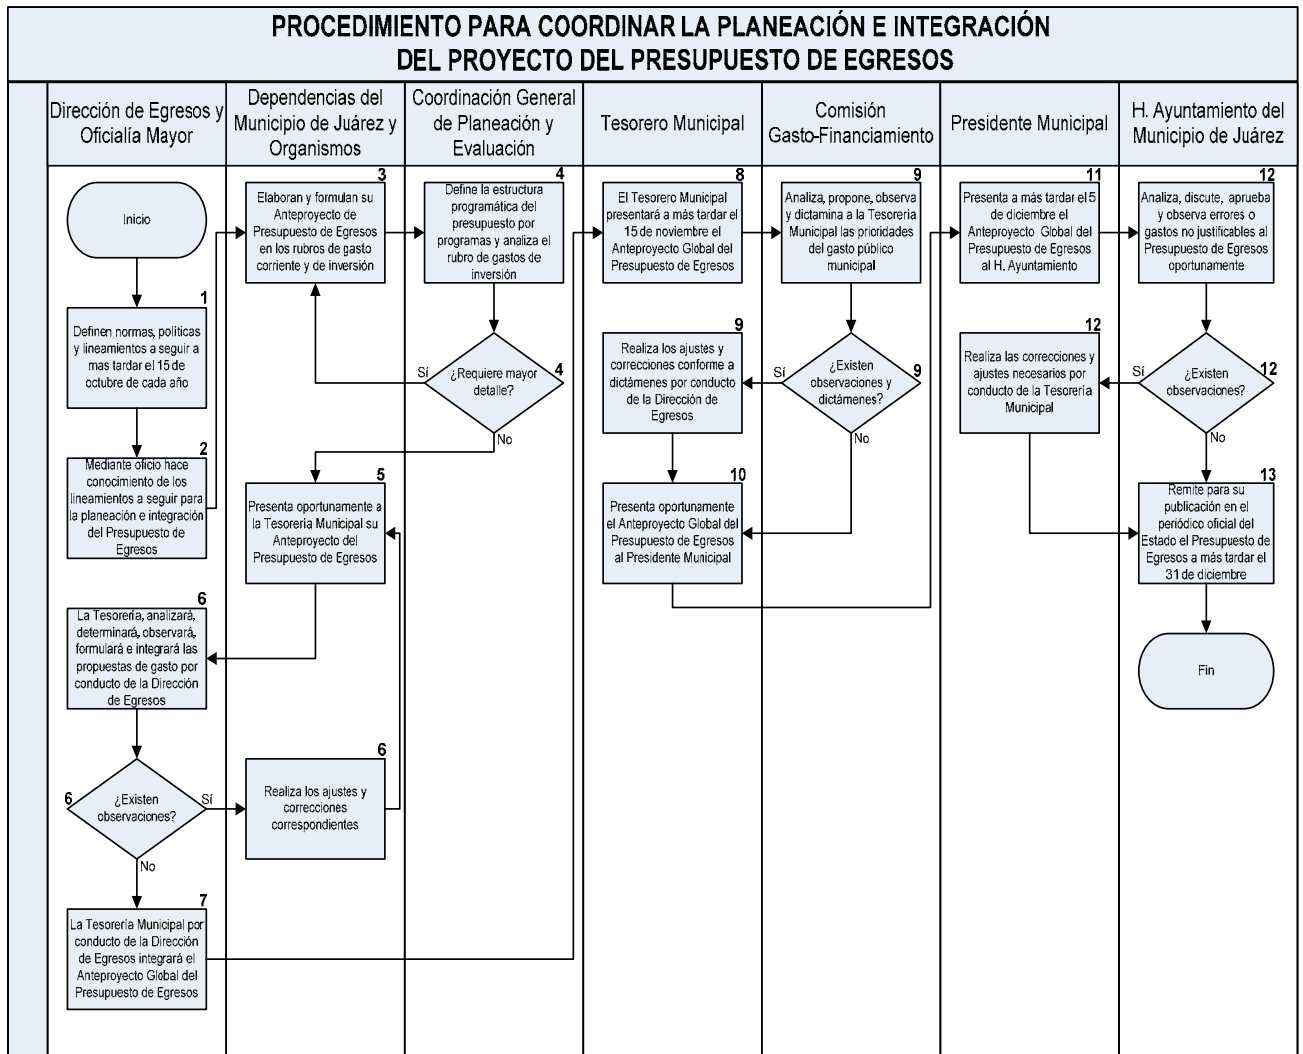 PROCEDIMIENTO PARA COORDINAR LA PLANEACIÓN E INTEGRACIÓN
DEL PROYECTO DEL PRESUPUESTO DE EGRESOS
Dirección de Egresos y
Oficialía Mayor
Dependencias del
Municipio de Juárez y
Organismos
Coordinación General
de Planeación y
Evaluación
Tesorero Municipal
Comisión
Gasto-Financiamiento
Presidente Municipal
H. Ayuntamiento del
Municipio de Juárez
Inicio
1
Definen normas, políticas
y lineamientos a seguir a
mas tardar el 15 de
octubre de cada año
2
Mediante oficio hace
conocimiento de los
lineamientos a seguir para
la planeación e integración
del Presupuesto de
Egresos
3
Elaboran y formulan su
Anteproyecto de
Presupuesto de Egresos
en los rubros de gasto
corriente y de inversión
4
Define la estructura
programática del
presupuesto por
programas y analiza el
rubro de gastos de
inversión
¿Requiere mayor
detalle?
4
Sí
No
5
Presenta oportunamente a
la Tesorería Municipal su
Anteproyecto del
Presupuesto de Egresos
6
La Tesorería, analizará,
determinará, observará,
formulará e integrará las
propuestas de gasto por
conducto de la Dirección
de Egresos
6
¿Existen
observaciones?
Sí
No
6
Realiza los ajustes y
correcciones
correspondientes
7
La Tesorería Municipal por
conducto de la Dirección
de Egresos integrará el
Anteproyecto Global del
Presupuesto de Egresos
8
El Tesorero Municipal
presentará a más tardar el
15 de noviembre el
Anteproyecto Global del
Presupuesto de Egresos
9
Analiza, propone, observa
y dictamina a la Tesorería
Municipal las prioridades
del gasto público
municipal
¿Existen
observaciones y
dictámenes?
9
Sí
No
9
Realiza los ajustes y
correcciones conforme a
dictámenes por conducto
de la Dirección de
Egresos
10
Presenta oportunamente
el Anteproyecto Global del
Presupuesto de Egresos
al Presidente Municipal
11
Presenta a más tardar el 5
de diciembre el
Anteproyecto Global del
Presupuesto de Egresos
al H. Ayuntamiento
12
Analiza, discute, aprueba
y observa errores o
gastos no justificables al
Presupuesto de Egresos
oportunamente
¿Existen
observaciones?
12
Sí
No
12
Realiza las correcciones y
ajustes necesarios por
conducto de la Tesorería
Municipal
13
Remite para su
publicación en el
periódico oficial del
Estado el Presupuesto de
Egresos a más tardar el
31 de diciembre
Fin